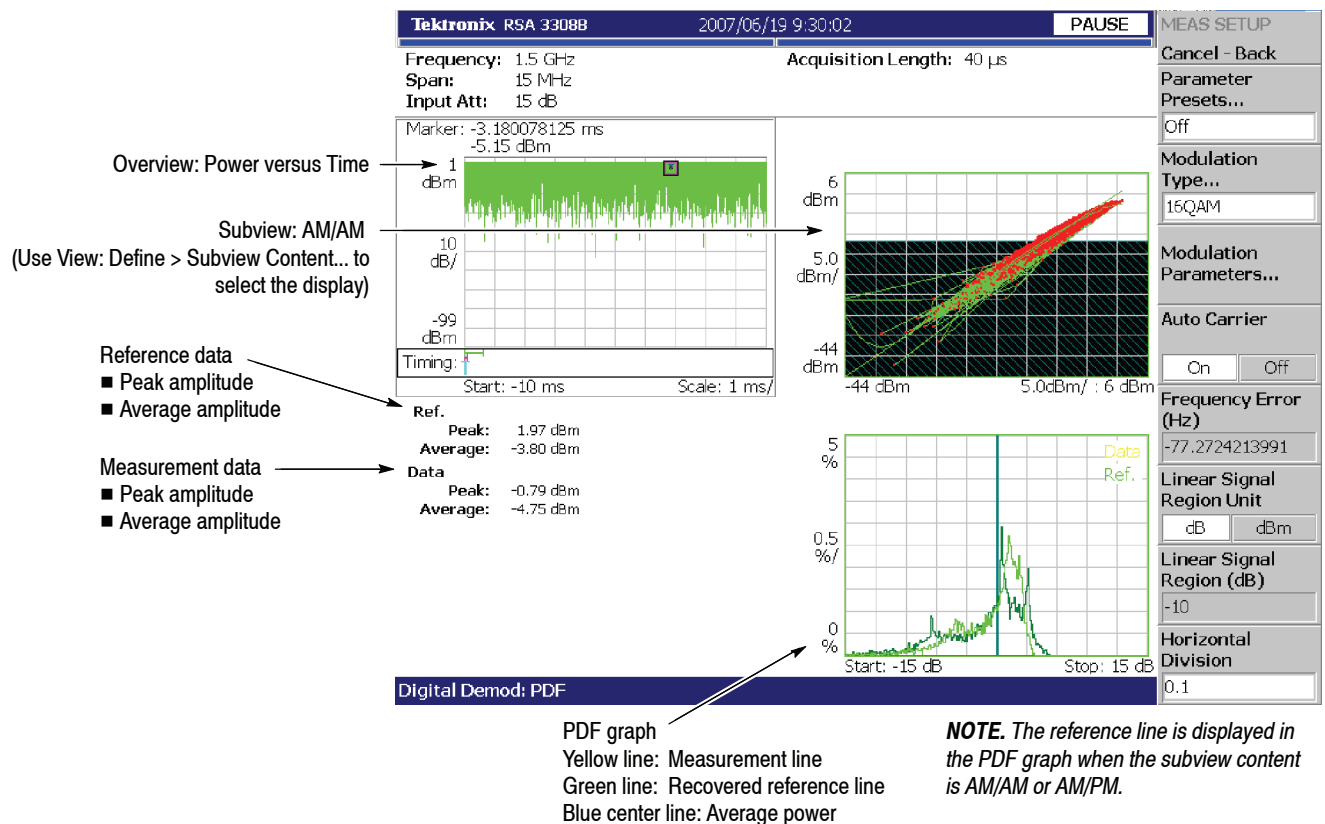 Tektronix RSA 3308B 2007/06/19 9:30:02 PAUSE
Frequency: 1.5 GHz
Span: 15 MHz
Input Att: 15 dB
Acquisition Length: 40 µs
Marker: -3.180078125 ms
-5.15 dBm
1
dBm
10
dB/
-99
dBm
Timing:
Start: -10 ms Scale: 1 ms/
6
dBm
5.0
dBm/
-44
dBm
-44 dBm 5.0dBm/ : 6 dBm
Ref.
Peak: 1.97 dBm
Average: -3.80 dBm
Data
Peak: -0.79 dBm
Average: -4.75 dBm
5
%
0.5
%/
0
%
Data
Ref.
Start: -15 dB Stop: 15 dB
Digital Demod: PDF
MEAS SETUP
Cancel - Back
Parameter
Presets...
Off
Modulation
Type...
16QAM
Modulation
Parameters...
Auto Carrier
On Off
Frequency Error
(Hz)
-77.2724213991
Linear Signal
Region Unit
dB dBm
Linear Signal
Region (dB)
-10
Horizontal
Division
0.1
Overview: Power versus Time
Subview: AM/AM
(Use View: Define > Subview Content... to
select the display)
Reference data
■ Peak amplitude
■ Average amplitude
Measurement data
■ Peak amplitude
■ Average amplitude
PDF graph
Yellow line: Measurement line
Green line: Recovered reference line
Blue center line: Average power
NOTE. The reference line is displayed in
the PDF graph when the subview content
is AM/AM or AM/PM.